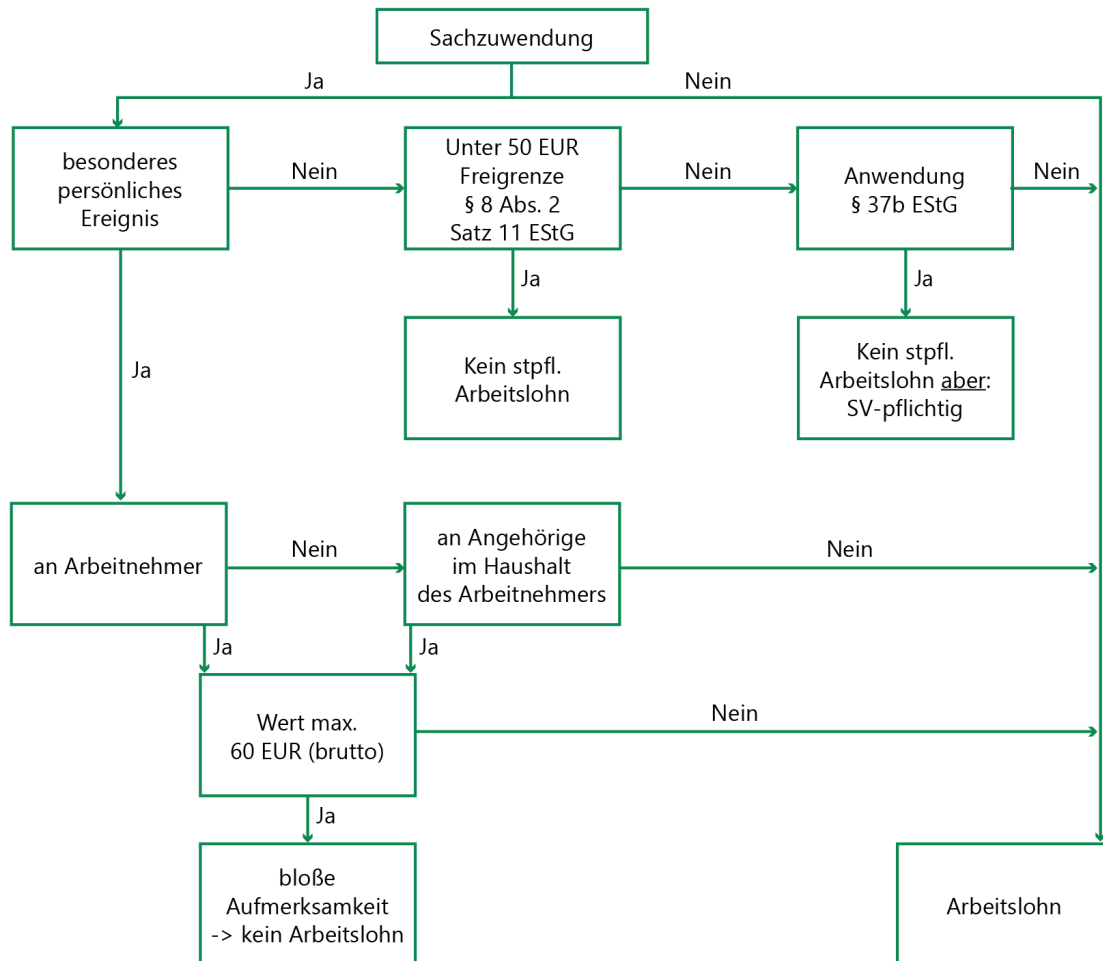 Sachzuwendung
Ja
Nein
besonderes
persönliches
Ereignis
Nein
Unter 50 EUR
Freigrenze
§ 8 Abs. 2
Satz 11 EStG
Nein
Anwendung
§ 37b EStG
Nein
Ja
Ja
Ja
Kein stpfl.
Arbeitslohn
Kein stpfl.
Arbeitslohn aber:
SV-pflichtig
an Arbeitnehmer
Nein
an Angehörige
im Haushalt
des Arbeitnehmers
Nein
Ja
Ja
Wert max.
60 EUR (brutto)
Nein
Ja
bloße
Aufmerksamkeit
-> kein Arbeitslohn
Arbeitslohn